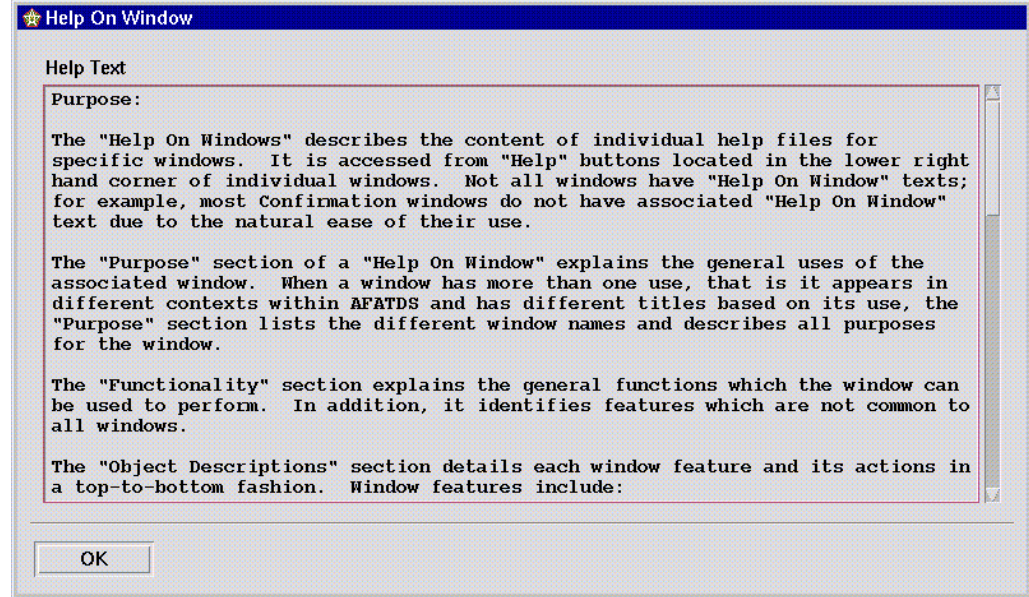 Help On Window
Help Text
Purpose:
The "Help On Windows" describes the content of individual help files for
specific windows.  It is accessed from "Help" buttons located in the lower right
hand corner of individual windows.  Not all windows have "Help On Window" texts;
for example, most Confirmation windows do not have associated "Help On Window"
text due to the natural ease of their use.
The "Purpose" section of a "Help On Window" explains the general uses of the
associated window.  When a window has more than one use, that is it appears in
different contexts within AFATDS and has different titles based on its use, the
"Purpose" section lists the different window names and describes all purposes
for the window.
The "Functionality" section explains the general functions which the window can
be used to perform.  In addition, it identifies features which are not common to
all windows.
The "Object Descriptions" section details each window feature and its actions in
a top-to-bottom fashion.  Window features include:
OK